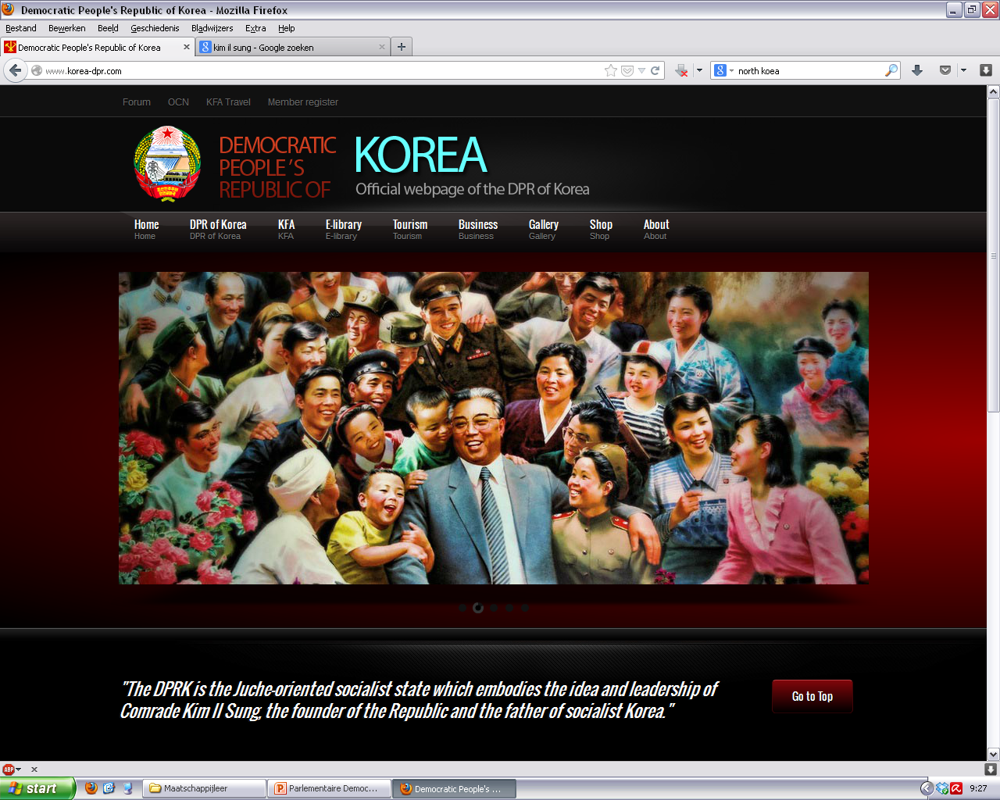 Democratic People's Republic of Korea - Mozilla Firefox
Bestand Bewerken Beeld Geschiedenis Bladwijzers Extra Help
Democratic People's Republic of Korea kim il sung - Google zoeken
www.korea-dpr.com north koea
Forum OCN KFA Travel Member register
DEMOCRATIC
PEOPLE'S
REPUBLIC OF
KOREA
Official webpage of the DPR of Korea
Home DPR of Korea KFA E-library Tourism Business Gallery Shop About
Home DPR of Korea KFA E-library Tourism Business Gallery Shop About
"The DPRK is the Juche-oriented socialist state which embodies the idea and leadership of
Comrade Kim Il Sung, the founder of the Republic and the father of socialist Korea."
Go to Top
ABP
start Maatschappijleer Parlementaire Democ... Democratic People's ... 9:27